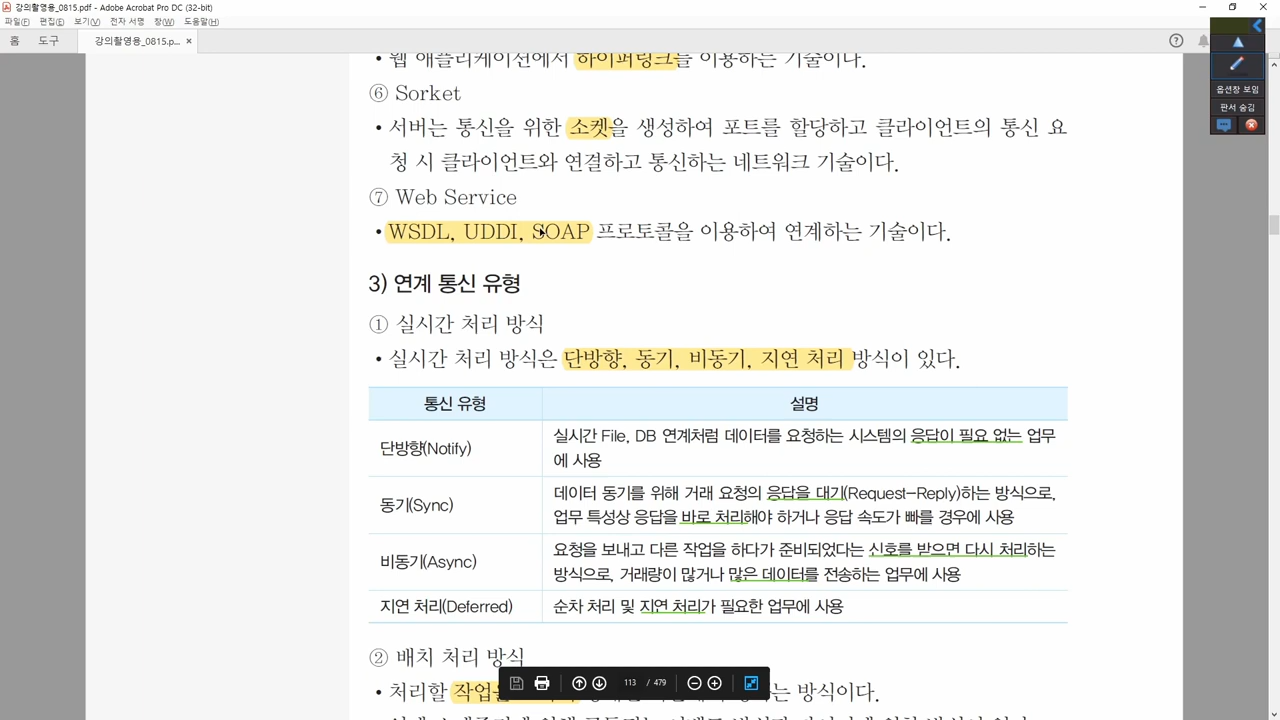 강의촬영용_0815.pdf - Adobe Acrobat Pro DC (32-bit)
파일(F) 편집(E) 보기(V) 전자 서명 창(W) 도움말(H)
홈 도구 강의촬영용_0815.p... ×
옵션창 보임
판서 숨김
• 웹 애플리케이션에서 하이퍼링크를 이용하는 기술이다.
⑥ Sorket
• 서버는 통신을 위한 소켓을 생성하여 포트를 할당하고 클라이언트의 통신 요
청 시 클라이언트와 연결하고 통신하는 네트워크 기술이다.
⑦ Web Service
• WSDL, UDDI, SOAP 프로토콜을 이용하여 연계하는 기술이다.
3) 연계 통신 유형
① 실시간 처리 방식
• 실시간 처리 방식은 단방향, 동기, 비동기, 지연 처리 방식이 있다.
통신 유형 설명
단방향(Notify) 실시간 File, DB 연계처럼 데이터를 요청하는 시스템의 응답이 필요 없는 업무
에 사용
동기(Sync) 데이터 동기를 위해 거래 요청의 응답을 대기(Request-Reply)하는 방식으로,
업무 특성상 응답을 바로 처리해야 하거나 응답 속도가 빠를 경우에 사용
비동기(Async) 요청을 보내고 다른 작업을 하다가 준비되었다는 신호를 받으면 다시 처리하는
방식으로, 거래량이 많거나 많은 데이터를 전송하는 업무에 사용
지연 처리(Deferred) 순차 처리 및 지연 처리가 필요한 업무에 사용
② 배치 처리 방식
• 처리할 작업을 방식이다.
113 / 479